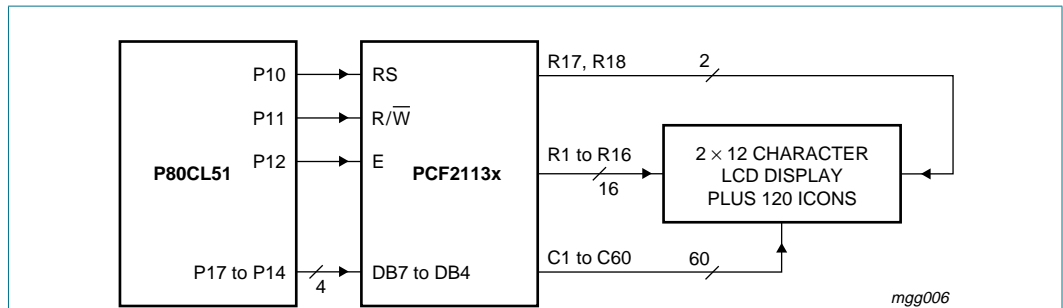 P80CL51
P10
P11
P12
P17 to P14
4
PCF2113x
RS
R/W̅
E
DB7 to DB4
R17, R18
2
R1 to R16
16
C1 to C60
60
2 × 12 CHARACTER
LCD DISPLAY
PLUS 120 ICONS
mgg006